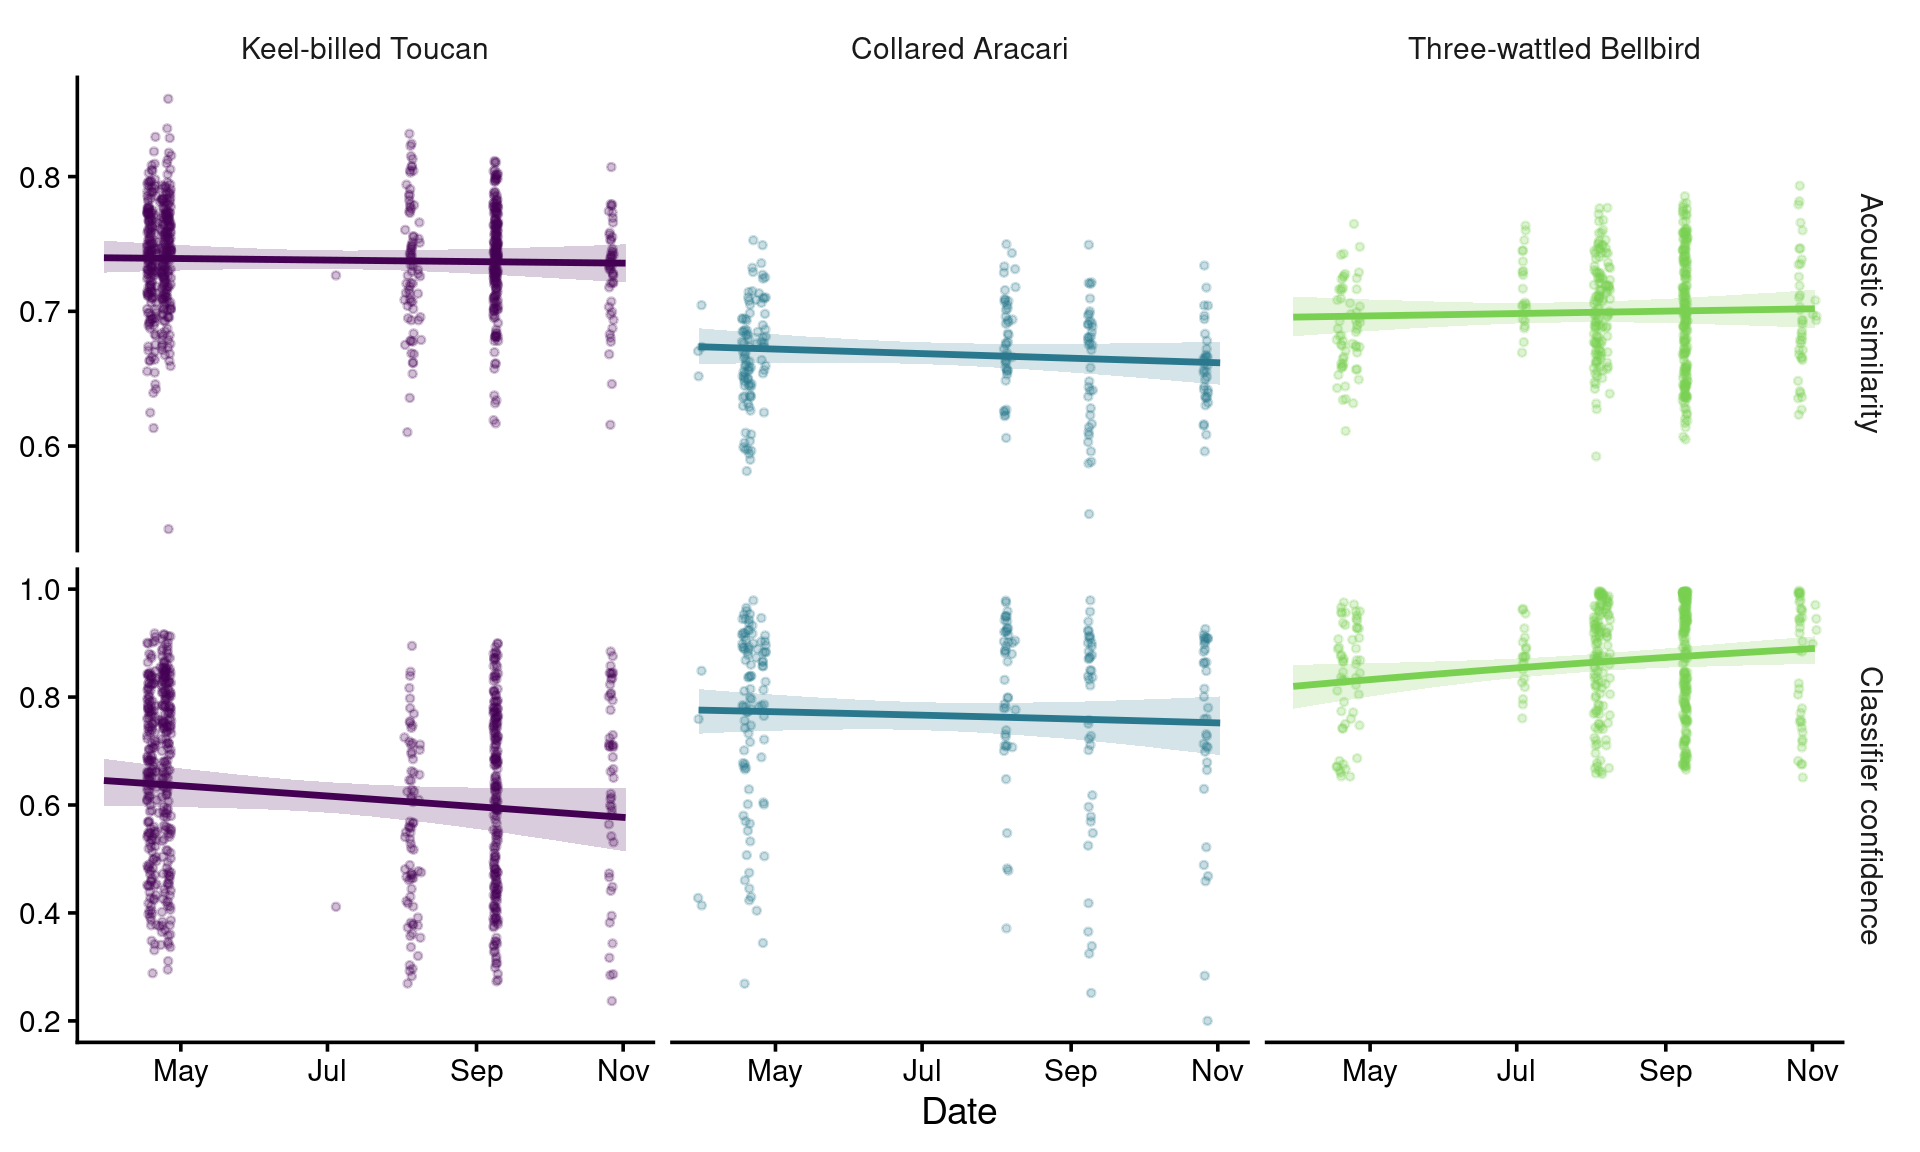 Keel-billed Toucan
Collared Aracari
Three-wattled Bellbird
0.8
0.7
0.6
Acoustic similarity
1.0
0.8
0.6
0.4
0.2
Classifier confidence
May Jul Sep Nov
May Jul Sep Nov
May Jul Sep Nov
Date